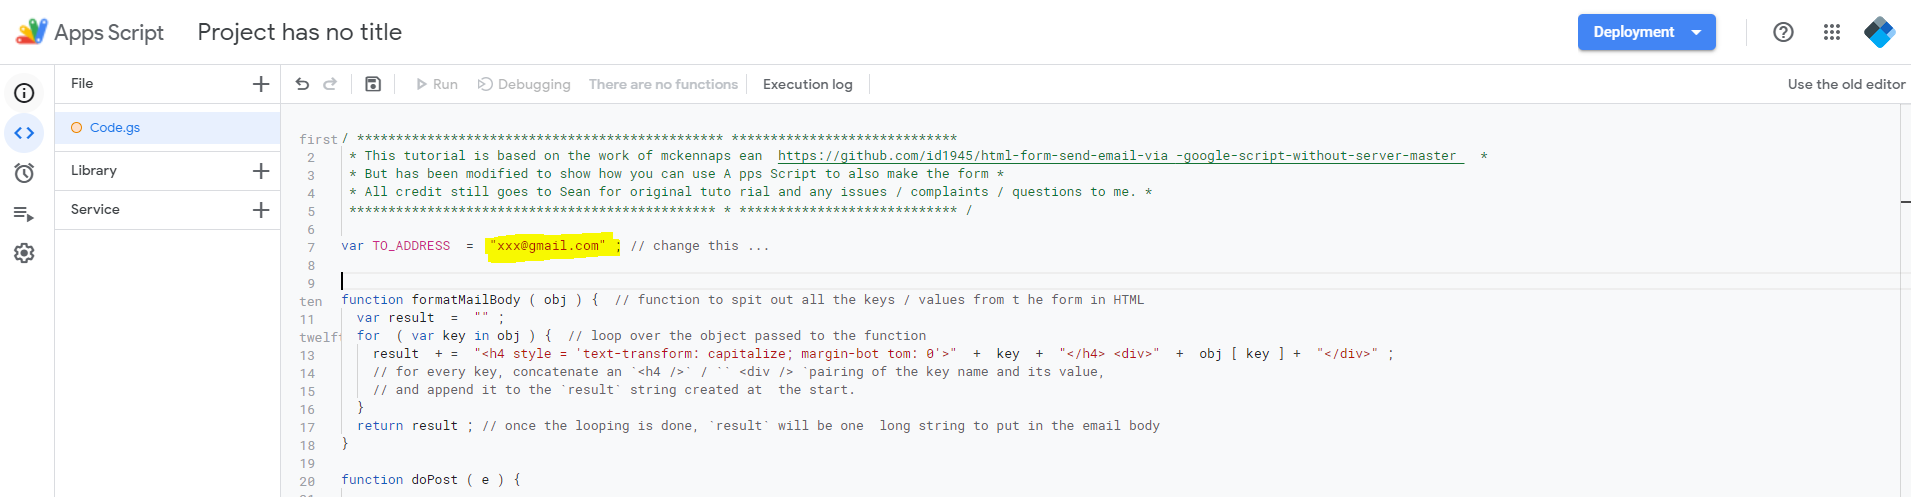 Apps Script Project has no title Deployment
File
Run Debugging There are no functions Execution log Use the old editor
Code.gs
Library
Service
first / *********************************************** *****************************
2 * This tutorial is based on the work of mckennaps ean https://github.com/id1945/html-form-send-email-via -google-script-without-server-master *
3 * But has been modified to show how you can use A pps Script to also make the form *
4 * All credit still goes to Sean for original tuto rial and any issues / complaints / questions to me. *
5 *********************************************** * **************************** /
6
7 var TO_ADDRESS = "xxx@gmail.com" ; // change this ...
8
9
ten function formatMailBody ( obj ) { // function to spit out all the keys / values from t he form in HTML
11 var result = "" ;
twelft for ( var key in obj ) { // loop over the object passed to the function
13 result + = "<h4 style = 'text-transform: capitalize; margin-bot tom: 0'>" + key + "</h4> <div>" + obj [ key ] + "</div>" ;
14 // for every key, concatenate an `<h4 />` / `` <div /> `pairing of the key name and its value,
15 // and append it to the `result` string created at the start.
16 }
17 return result ; // once the looping is done, `result` will be one long string to put in the email body
18 }
19
20 function doPost ( e ) {